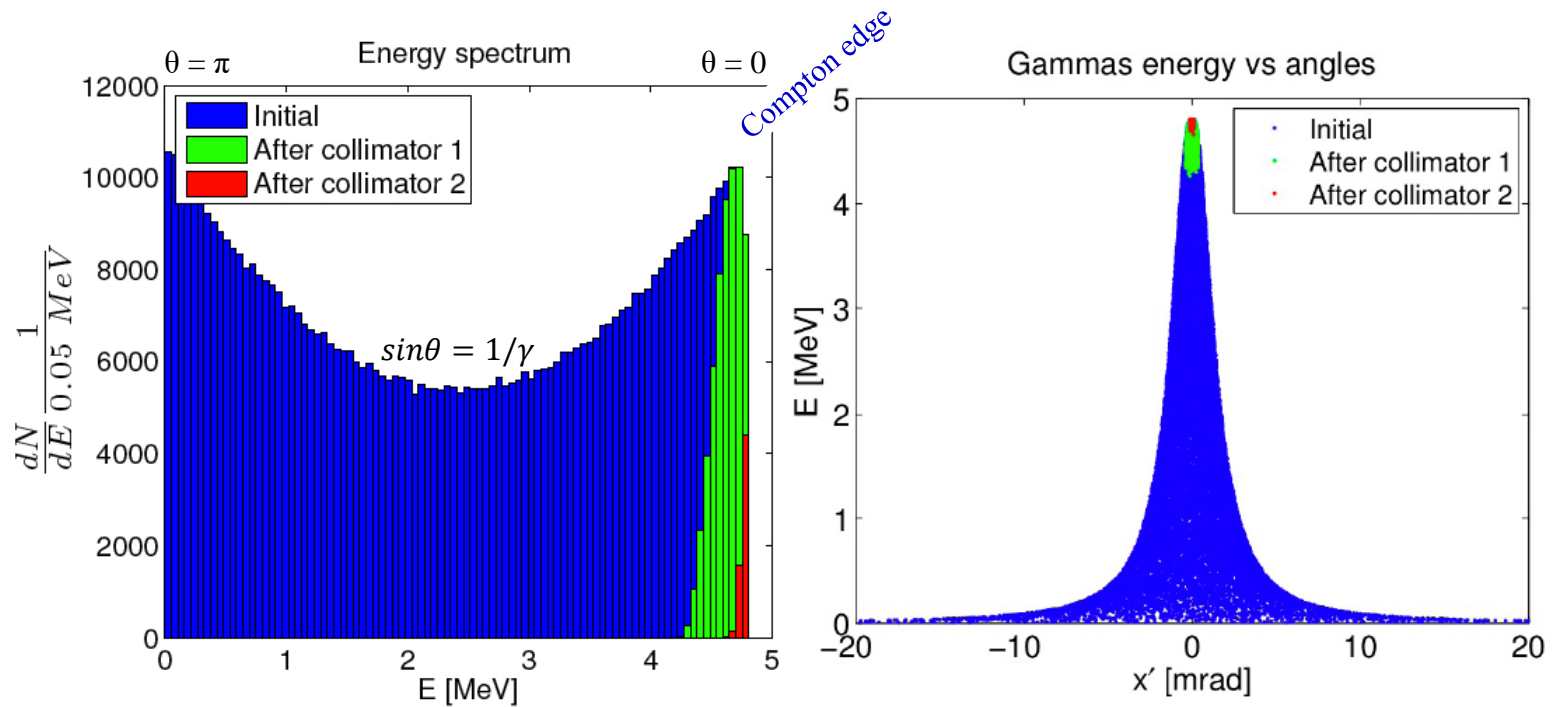 θ = π
Energy spectrum
θ = 0
Compton edge
Initial
After collimator 1
After collimator 2
sinθ = 1/γ
12000
10000
8000
6000
4000
2000
0
dN/dE 1/0.05 MeV
0 1 2 3 4 5
E [MeV]
Gammas energy vs angles
Initial
After collimator 1
After collimator 2
5
4
3
2
1
0
E [MeV]
−20 −10 0 10 20
x′ [mrad]